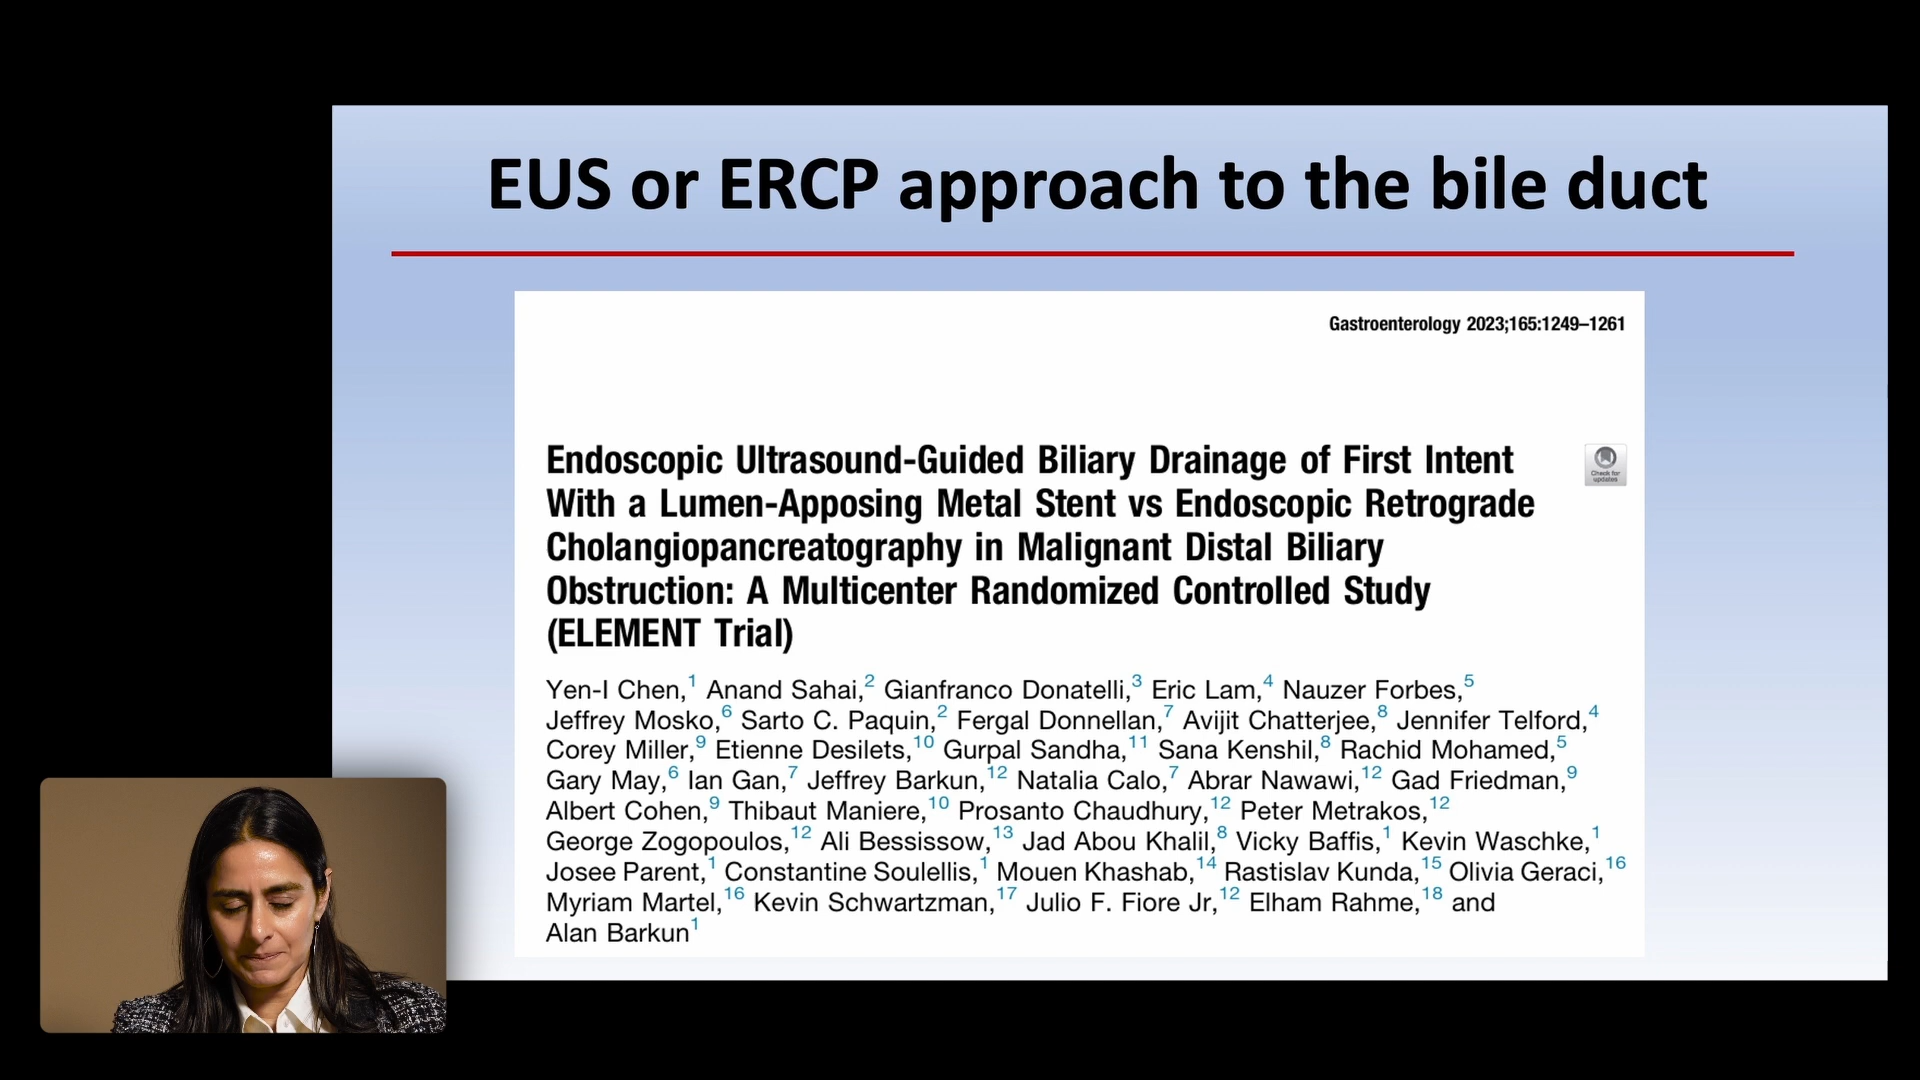 EUS or ERCP approach to the bile duct
Gastroenterology 2023;165:1249–1261
Endoscopic Ultrasound-Guided Biliary Drainage of First Intent
With a Lumen-Apposing Metal Stent vs Endoscopic Retrograde
Cholangiopancreatography in Malignant Distal Biliary
Obstruction: A Multicenter Randomized Controlled Study
(ELEMENT Trial)
Check for
updates
Yen-I Chen,1 Anand Sahai,2 Gianfranco Donatelli,3 Eric Lam,4 Nauzer Forbes,5
Jeffrey Mosko,6 Sarto C. Paquin,2 Fergal Donnellan,7 Avijit Chatterjee,8 Jennifer Telford,4
Corey Miller,9 Etienne Desilets,10 Gurpal Sandha,11 Sana Kenshil,8 Rachid Mohamed,5
Gary May,6 Ian Gan,7 Jeffrey Barkun,12 Natalia Calo,7 Abrar Nawawi,12 Gad Friedman,9
Albert Cohen,9 Thibaut Maniere,10 Prosanto Chaudhury,12 Peter Metrakos,12
George Zogopoulos,12 Ali Bessissow,13 Jad Abou Khalil,8 Vicky Baffis,1 Kevin Waschke,1
Josee Parent,1 Constantine Soulellis,1 Mouen Khashab,14 Rastislav Kunda,15 Olivia Geraci,16
Myriam Martel,16 Kevin Schwartzman,17 Julio F. Fiore Jr,12 Elham Rahme,18 and
Alan Barkun1